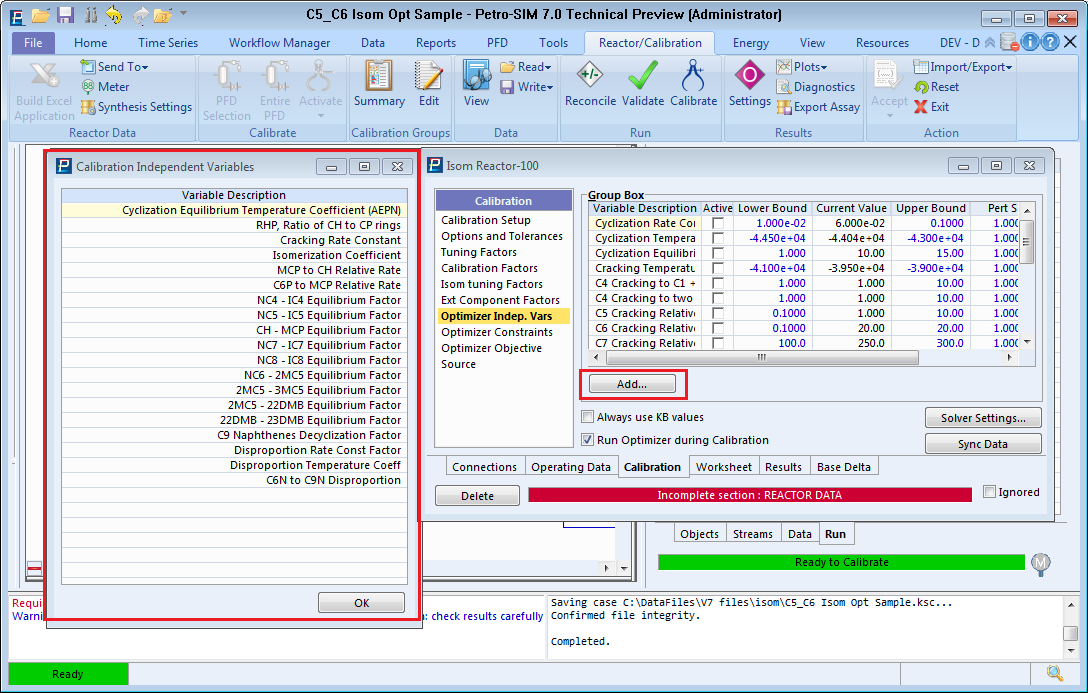 C5_C6 Isom Opt Sample - Petro-SIM 7.0 Technical Preview (Administrator)
File Home Time Series Workflow Manager Data Reports PFD Tools Reactor/Calibration Energy View Resources DEV - D
Build Excel Application
Send To
Meter
Synthesis Settings
Reactor Data
PFD Selection
Entire PFD
Activate
Calibrate
Summary
Edit
Calibration Groups
View
Read
Write
Data
Reconcile
Validate
Calibrate
Run
Settings
Plots
Diagnostics
Export Assay
Results
Accept
Import/Export
Reset
Exit
Action
Calibration Independent Variables
Variable Description
Cyclization Equilibrium Temperature Coefficient (AEPN)
RHP, Ratio of CH to CP rings
Cracking Rate Constant
Isomerization Coefficient
MCP to CH Relative Rate
C6P to MCP Relative Rate
NC4 - IC4 Equilibrium Factor
NC5 - IC5 Equilibrium Factor
CH - MCP Equilibrium Factor
NC7 - IC7 Equilibrium Factor
NC8 - IC8 Equilibrium Factor
NC6 - 2MC5 Equilibrium Factor
2MC5 - 3MC5 Equilibrium Factor
2MC5 - 22DMB Equilibrium Factor
22DMB - 23DMB Equilibrium Factor
C9 Naphthenes Decyclization Factor
Disproportion Rate Const Factor
Disproportion Temperature Coeff
C6N to C9N Disproportion
OK
Isom Reactor-100
Calibration
Calibration Setup
Options and Tolerances
Tuning Factors
Calibration Factors
Isom tuning Factors
Ext Component Factors
Optimizer Indep. Vars
Optimizer Constraints
Optimizer Objective
Source
Group Box
Variable Description Active Lower Bound Current Value Upper Bound Pert S
Cyclization Rate Co 1.000e-02 6.000e-02 0.1000 1.000
Cyclization Tempera -4.450e+04 -4.404e+04 -4.300e+04 1.000
Cyclization Equilibri 1.000 10.00 15.00 1.000
Cracking Temperatu -4.100e+04 -3.950e+04 -3.900e+04 1.000
C4 Cracking to C1 + 1.000 1.000 10.00 1.000
C4 Cracking to two 1.000 1.000 10.00 1.000
C5 Cracking Relative 0.1000 1.000 10.00 1.000
C6 Cracking Relative 0.1000 20.00 20.00 1.000
C7 Cracking Relative 100.0 250.0 300.0 1.000
Add...
Always use KB values
Run Optimizer during Calibration
Solver Settings...
Sync Data
Connections Operating Data Calibration Worksheet Results Base Delta
Delete
Incomplete section : REACTOR DATA
Ignored
Objects Streams Data Run
Ready to Calibrate
M
Requi
Warnin : check results carefully
Saving case C:\DataFiles\V7 files\isom\C5_C6 Isom Opt Sample.ksc...
Confirmed file integrity.
Completed.
Ready